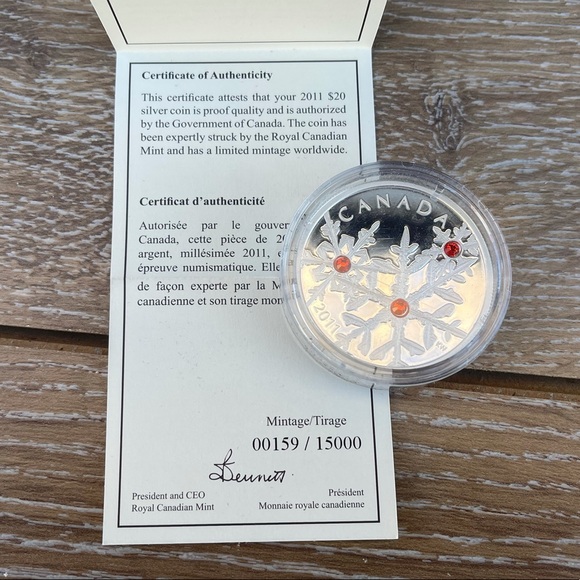 Certificate of Authenticity
This certificate attests that your 2011 $20
silver coin is proof quality and is authorized
by the Government of Canada. The coin has
been expertly struck by the Royal Canadian
Mint and has a limited mintage worldwide.
Certificat d'authenticité
Autorisée par le
Canada, cette pièce de
argent, millésimée 2011,
épreuve numismatique.
de façon experte par la
canadienne et son tirage
CANADA
2011
Mintage/Tirage
00159 / 15000
Bennett
President and CEO
Royal Canadian Mint
Président
Monnaie royale canadienne